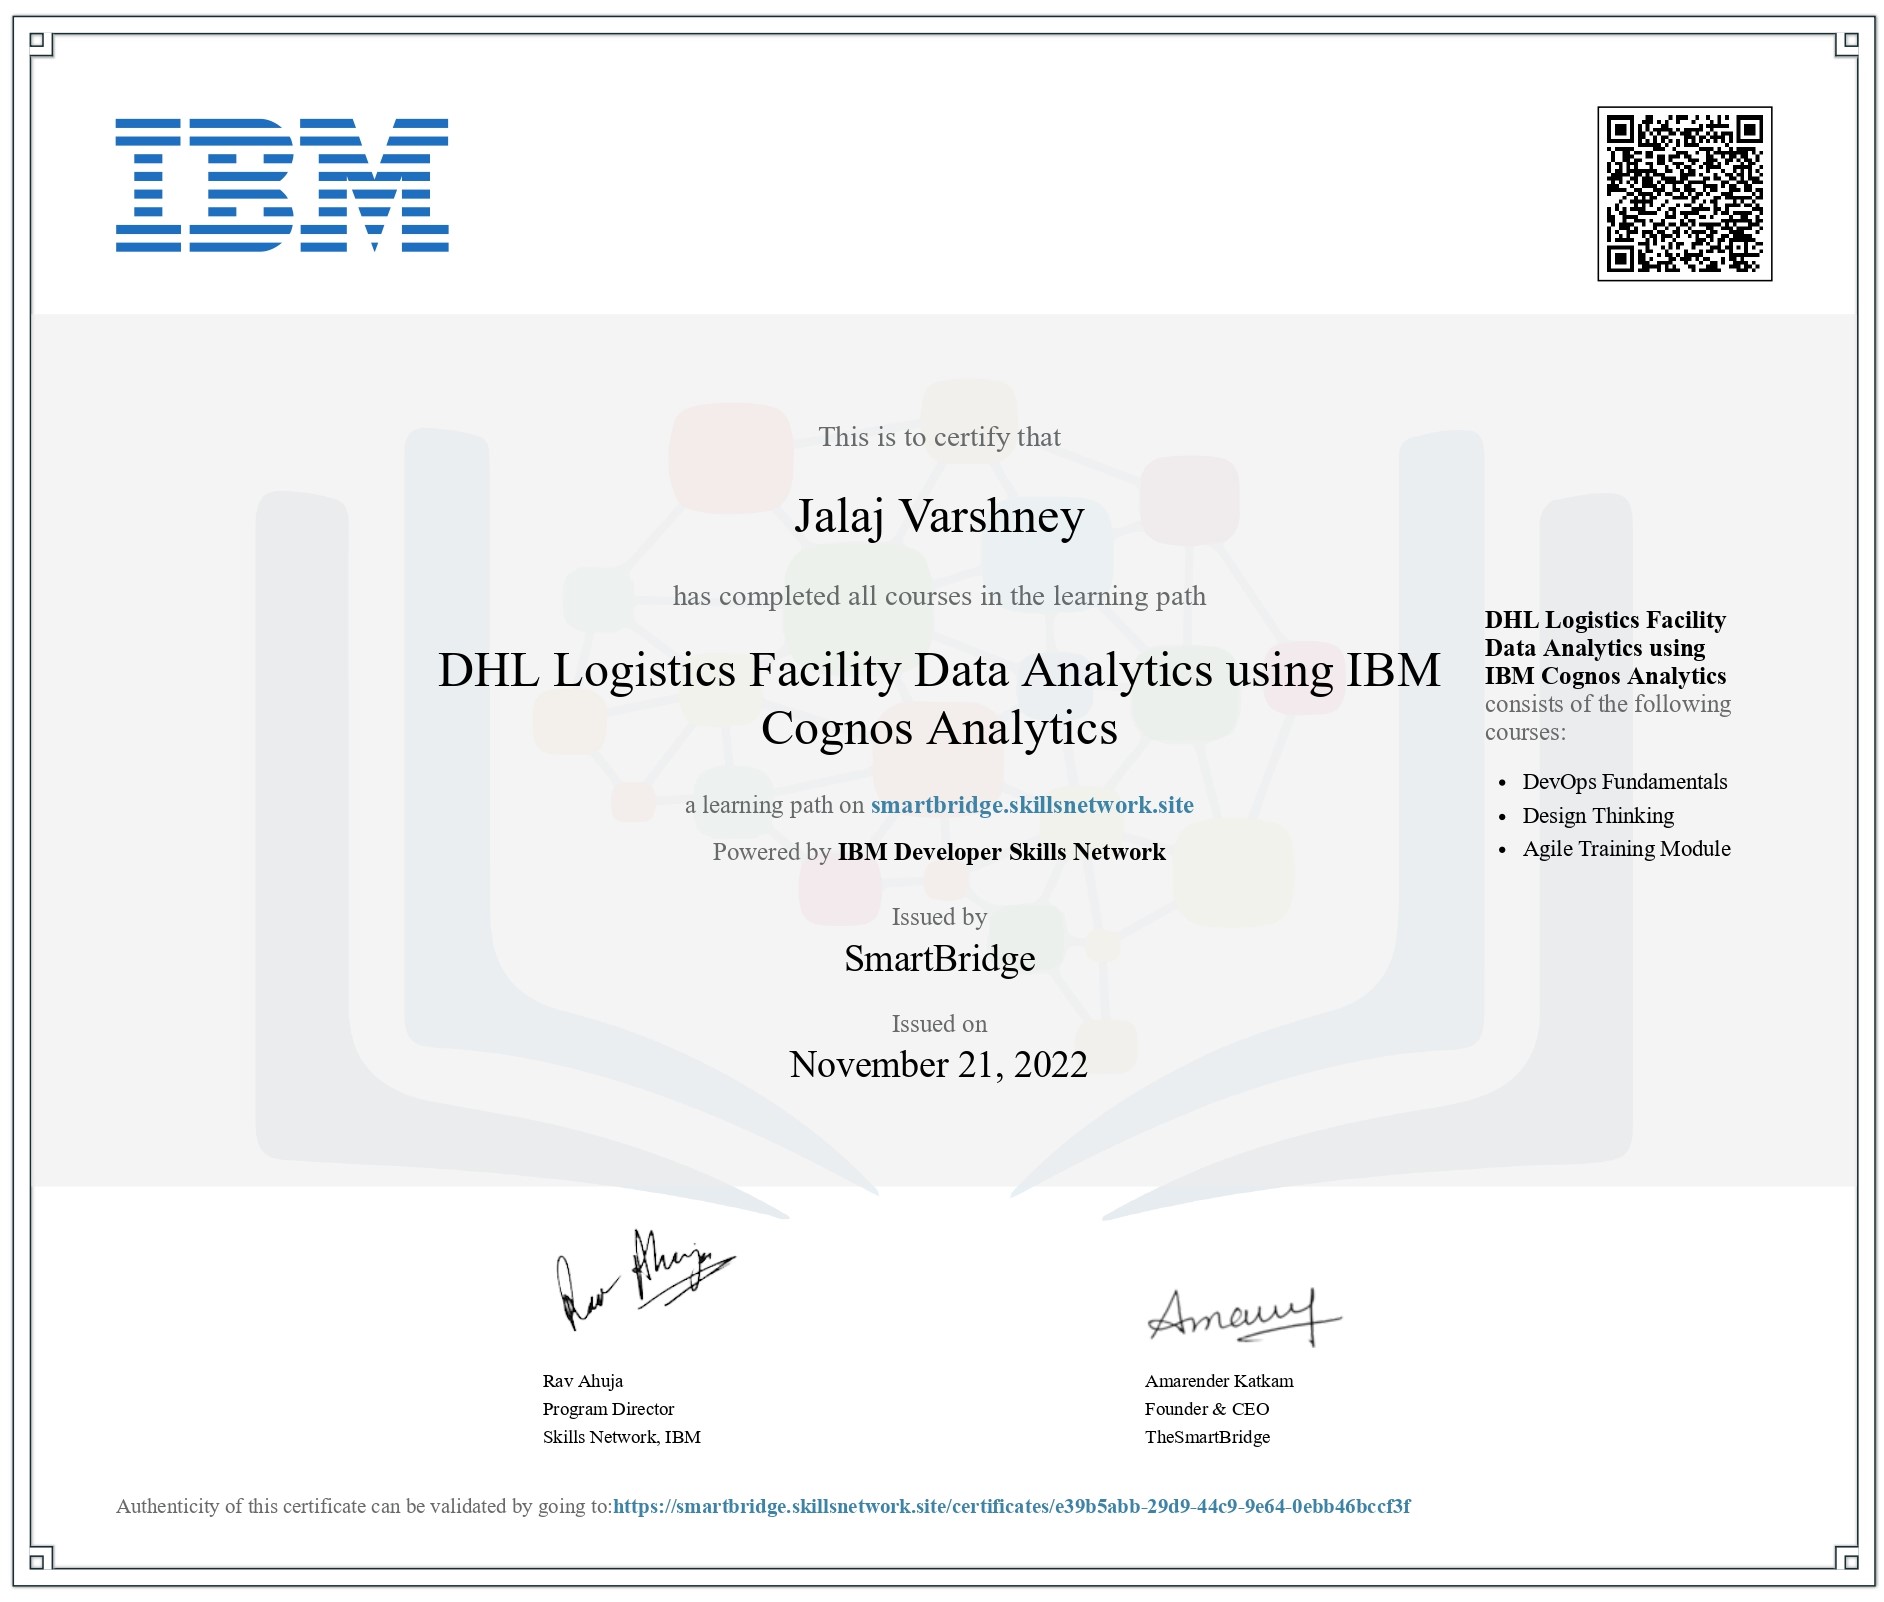 IBM
This is to certify that
Jalaj Varshney
has completed all courses in the learning path
DHL Logistics Facility Data Analytics using IBM
Cognos Analytics
a learning path on smartbridge.skillsnetwork.site
Powered by IBM Developer Skills Network
Issued by
SmartBridge
Issued on
November 21, 2022
DHL Logistics Facility
Data Analytics using
IBM Cognos Analytics
consists of the following
courses:
• DevOps Fundamentals
• Design Thinking
• Agile Training Module
Rav Ahuja
Rav Ahuja
Program Director
Skills Network, IBM
Amarender Katkam
Founder & CEO
TheSmartBridge
Authenticity of this certificate can be validated by going to:https://smartbridge.skillsnetwork.site/certificates/e39b5abb-29d9-44c9-9e64-0ebb46bccf3f